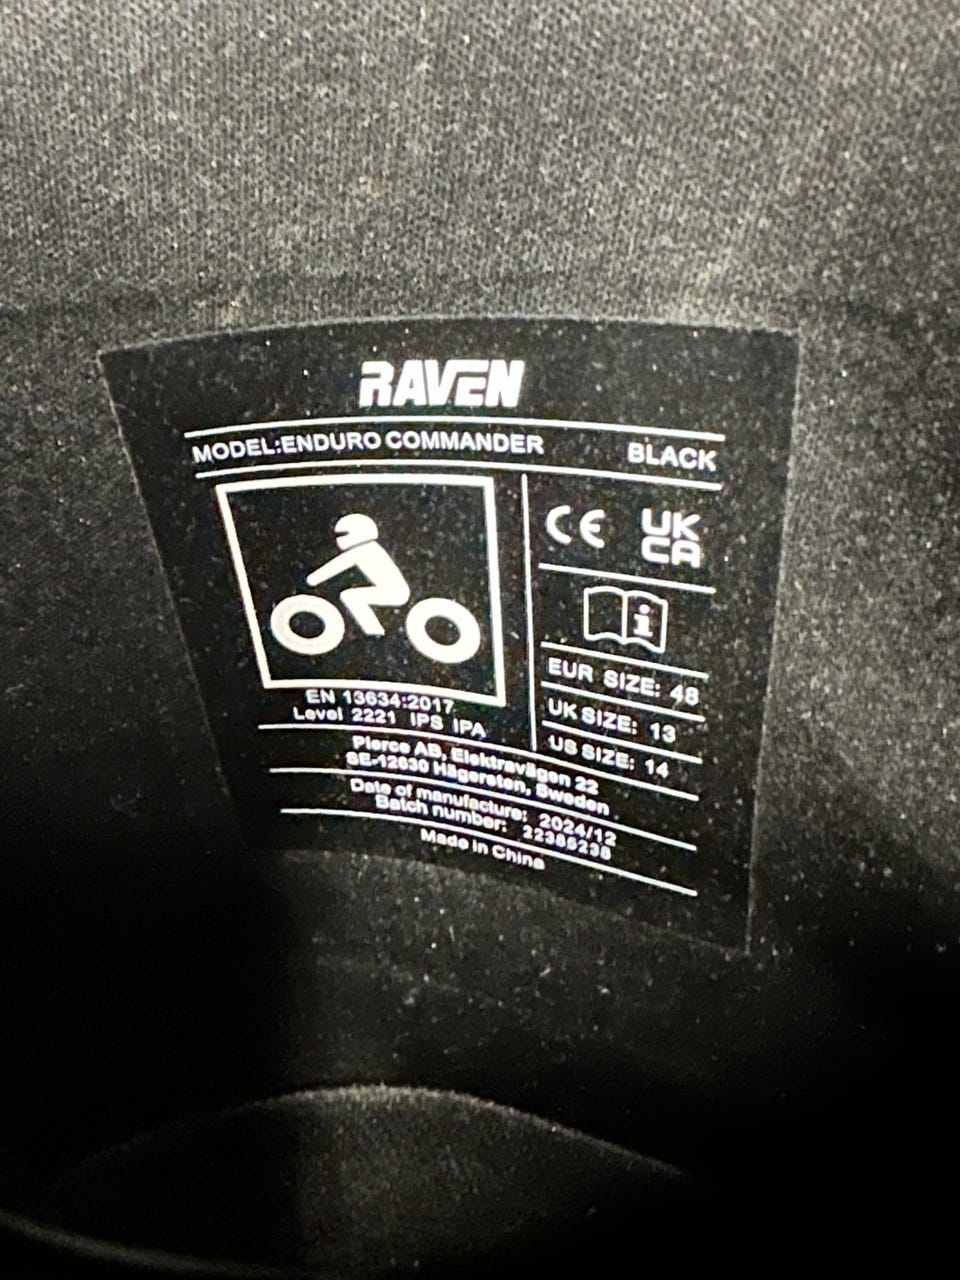 RAVEN
MODEL:ENDURO COMMANDER BLACK
CE UK
CA
i
EUR SIZE: 48
UK SIZE: 13
US SIZE: 14
EN 13634:2017
Level 2221 IPS IPA
Pierce AB, Elektravägen 22
SE-12630 Hägersten, Sweden
Date of manufacture: 2024/12
Batch number: 22385238
Made in China